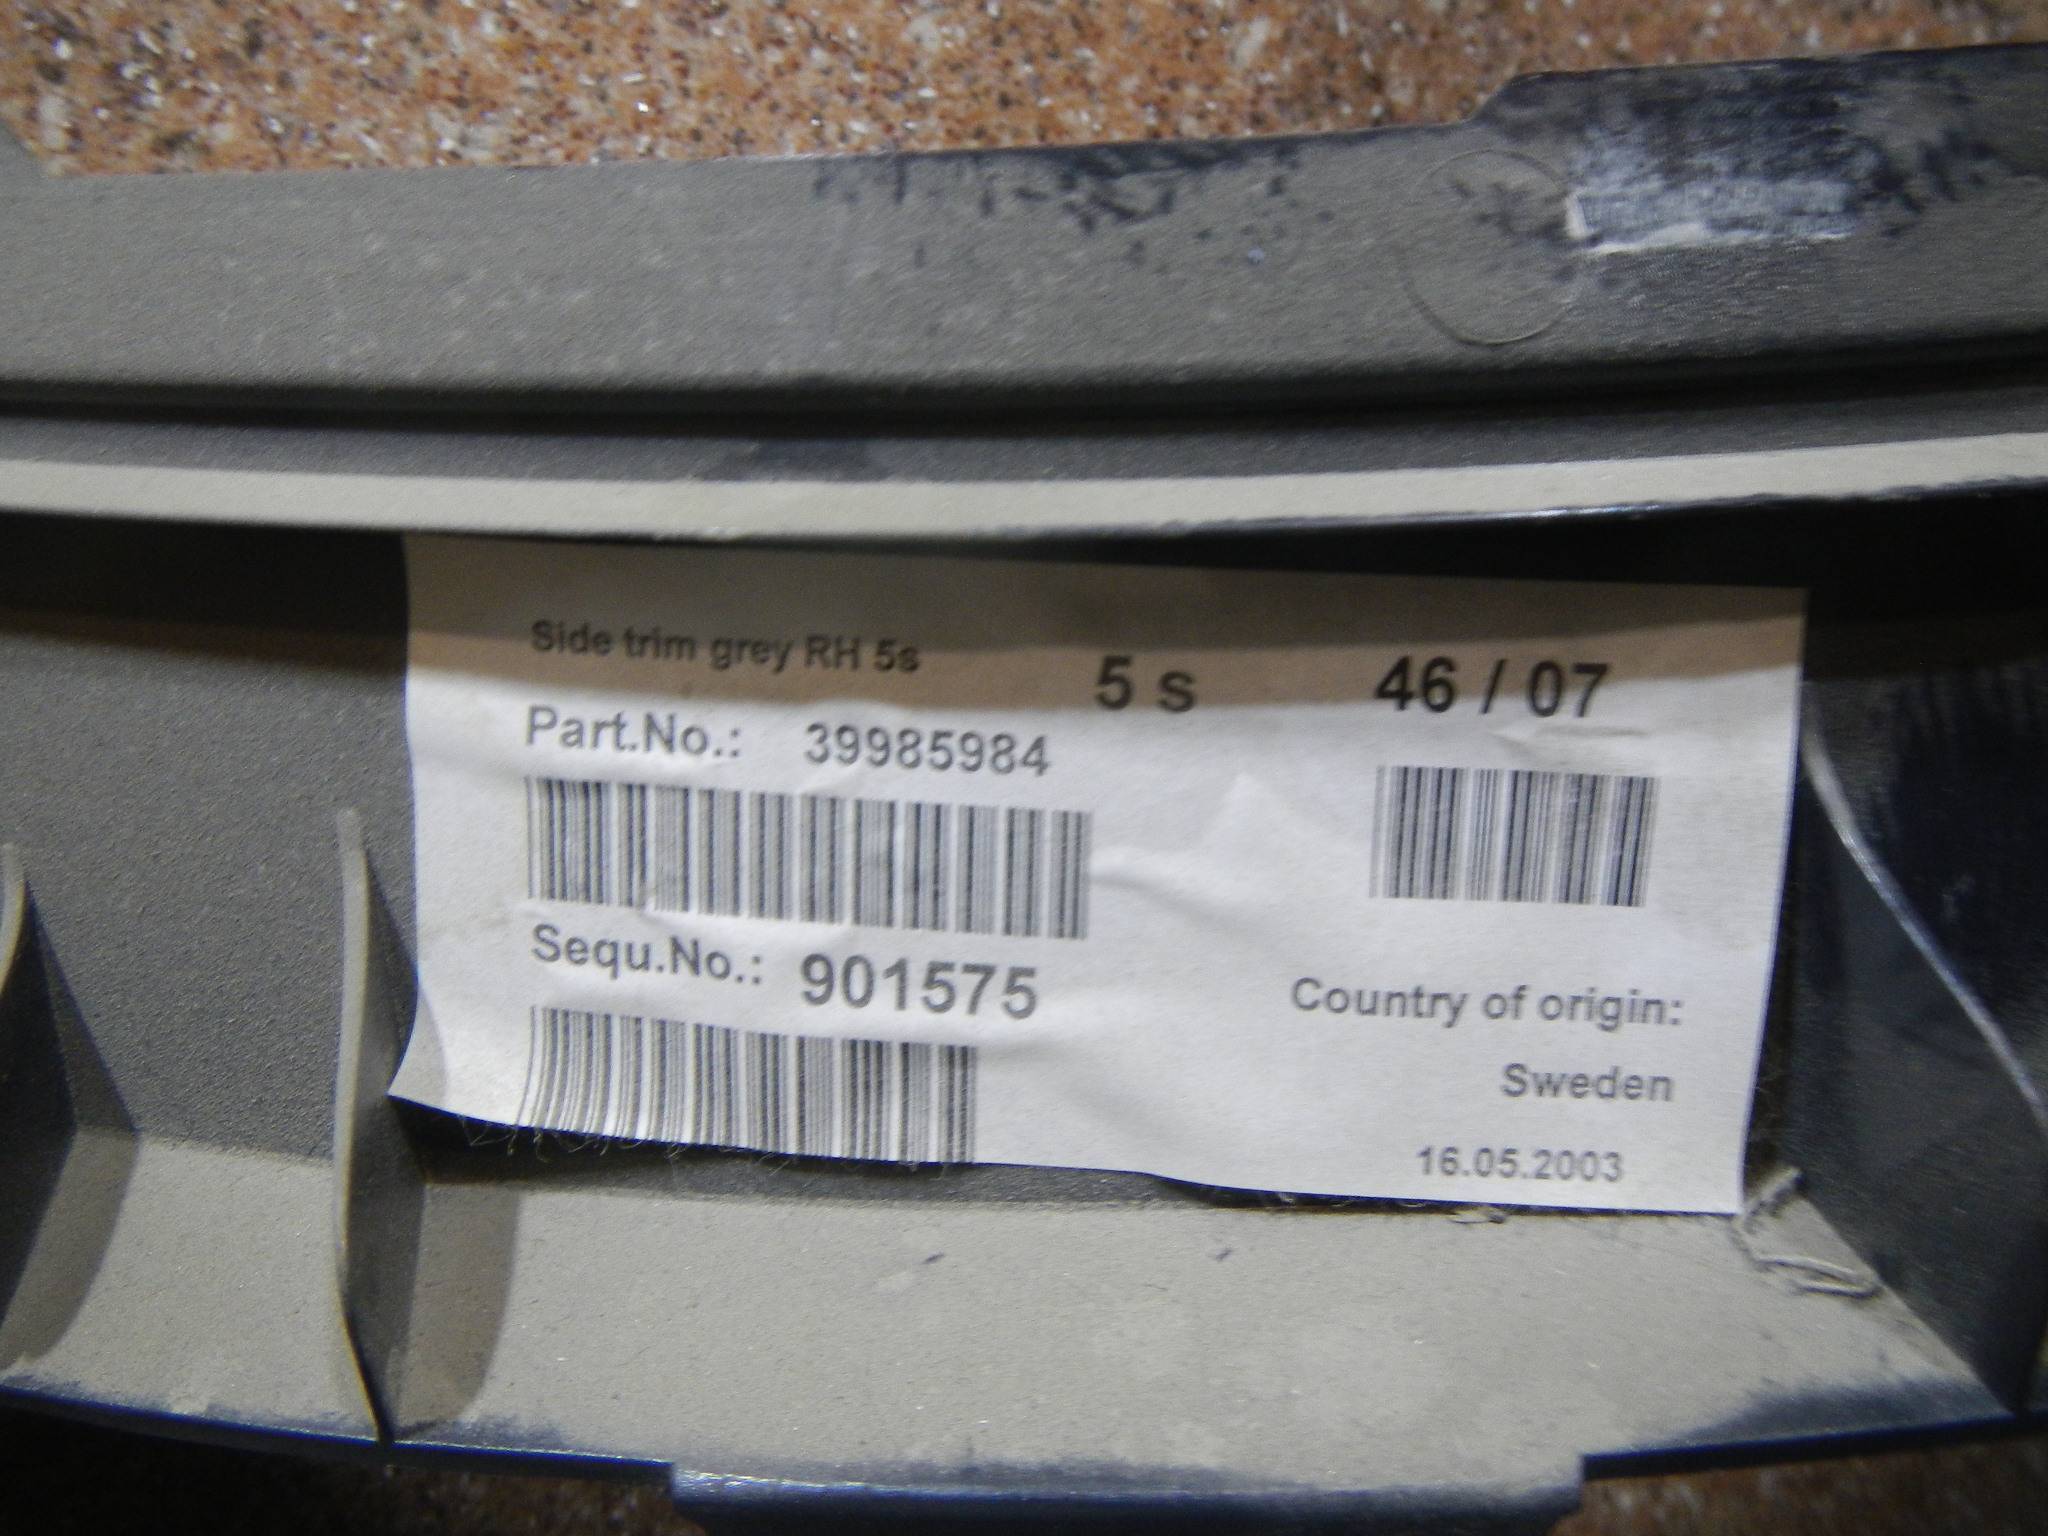 Side trim grey RH 5s
5 s
46 / 07
Part.No.: 39985984
Sequ.No.: 901575
Country of origin:
Sweden
16.05.2003